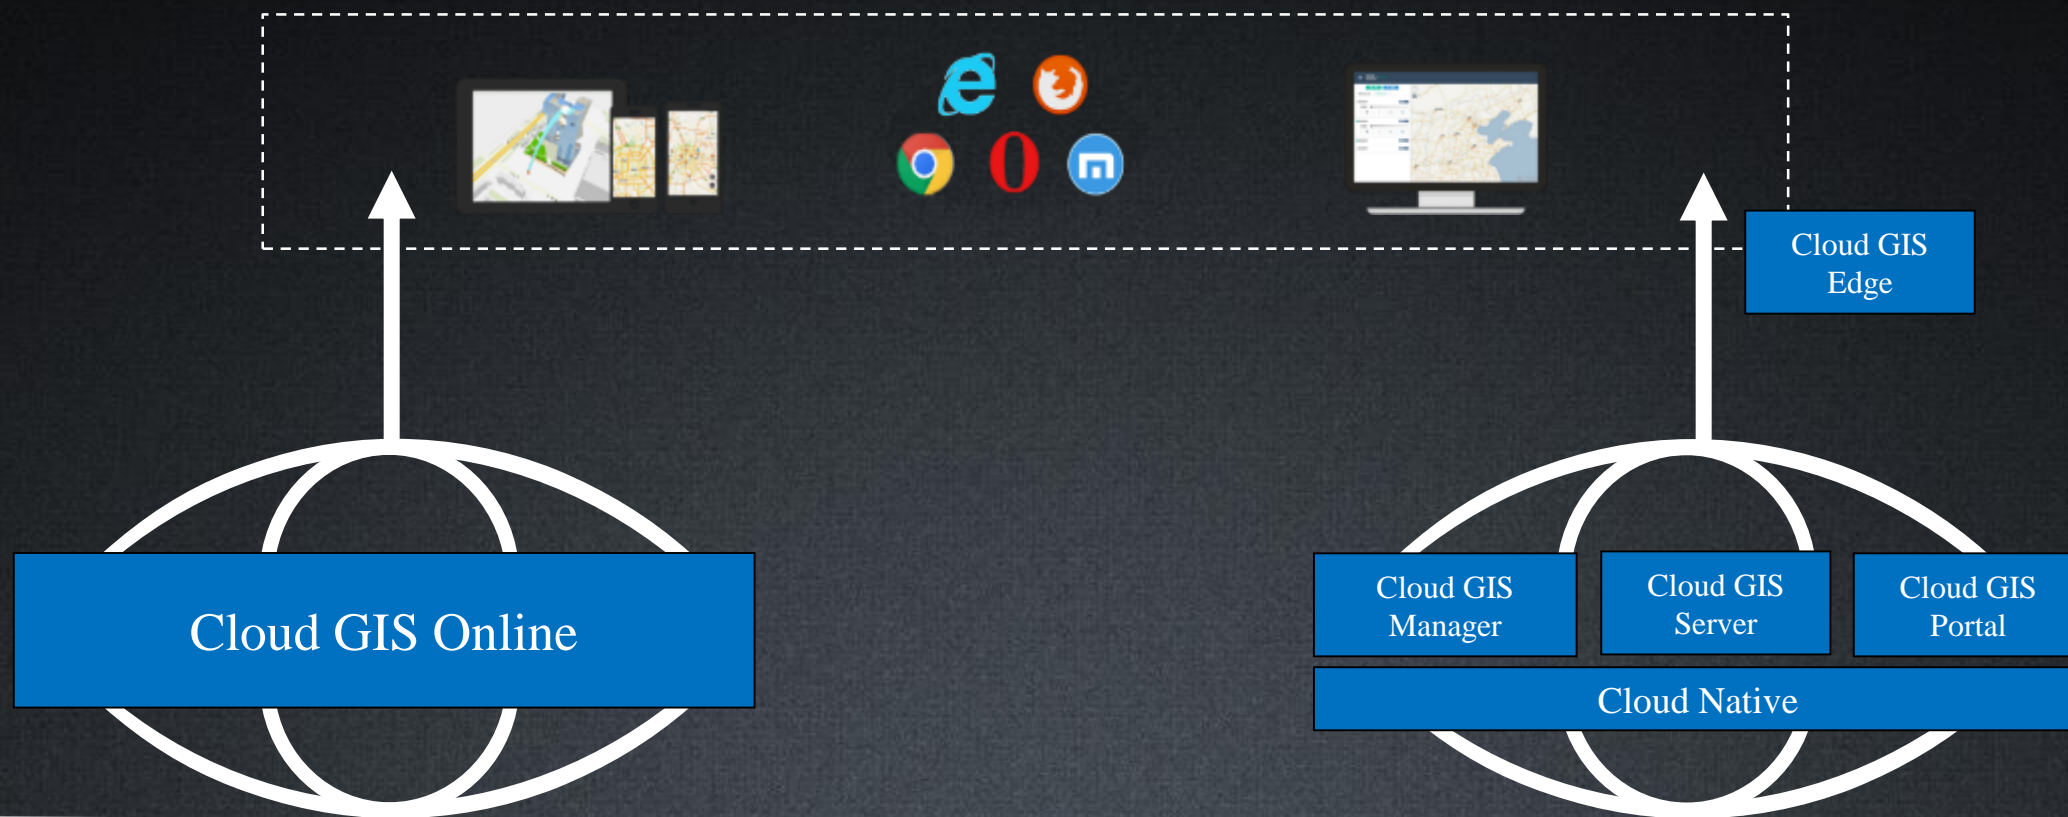 Cloud GIS
Edge
Cloud GIS Online
Cloud GIS
Manager
Cloud GIS
Server
Cloud GIS
Portal
Cloud Native